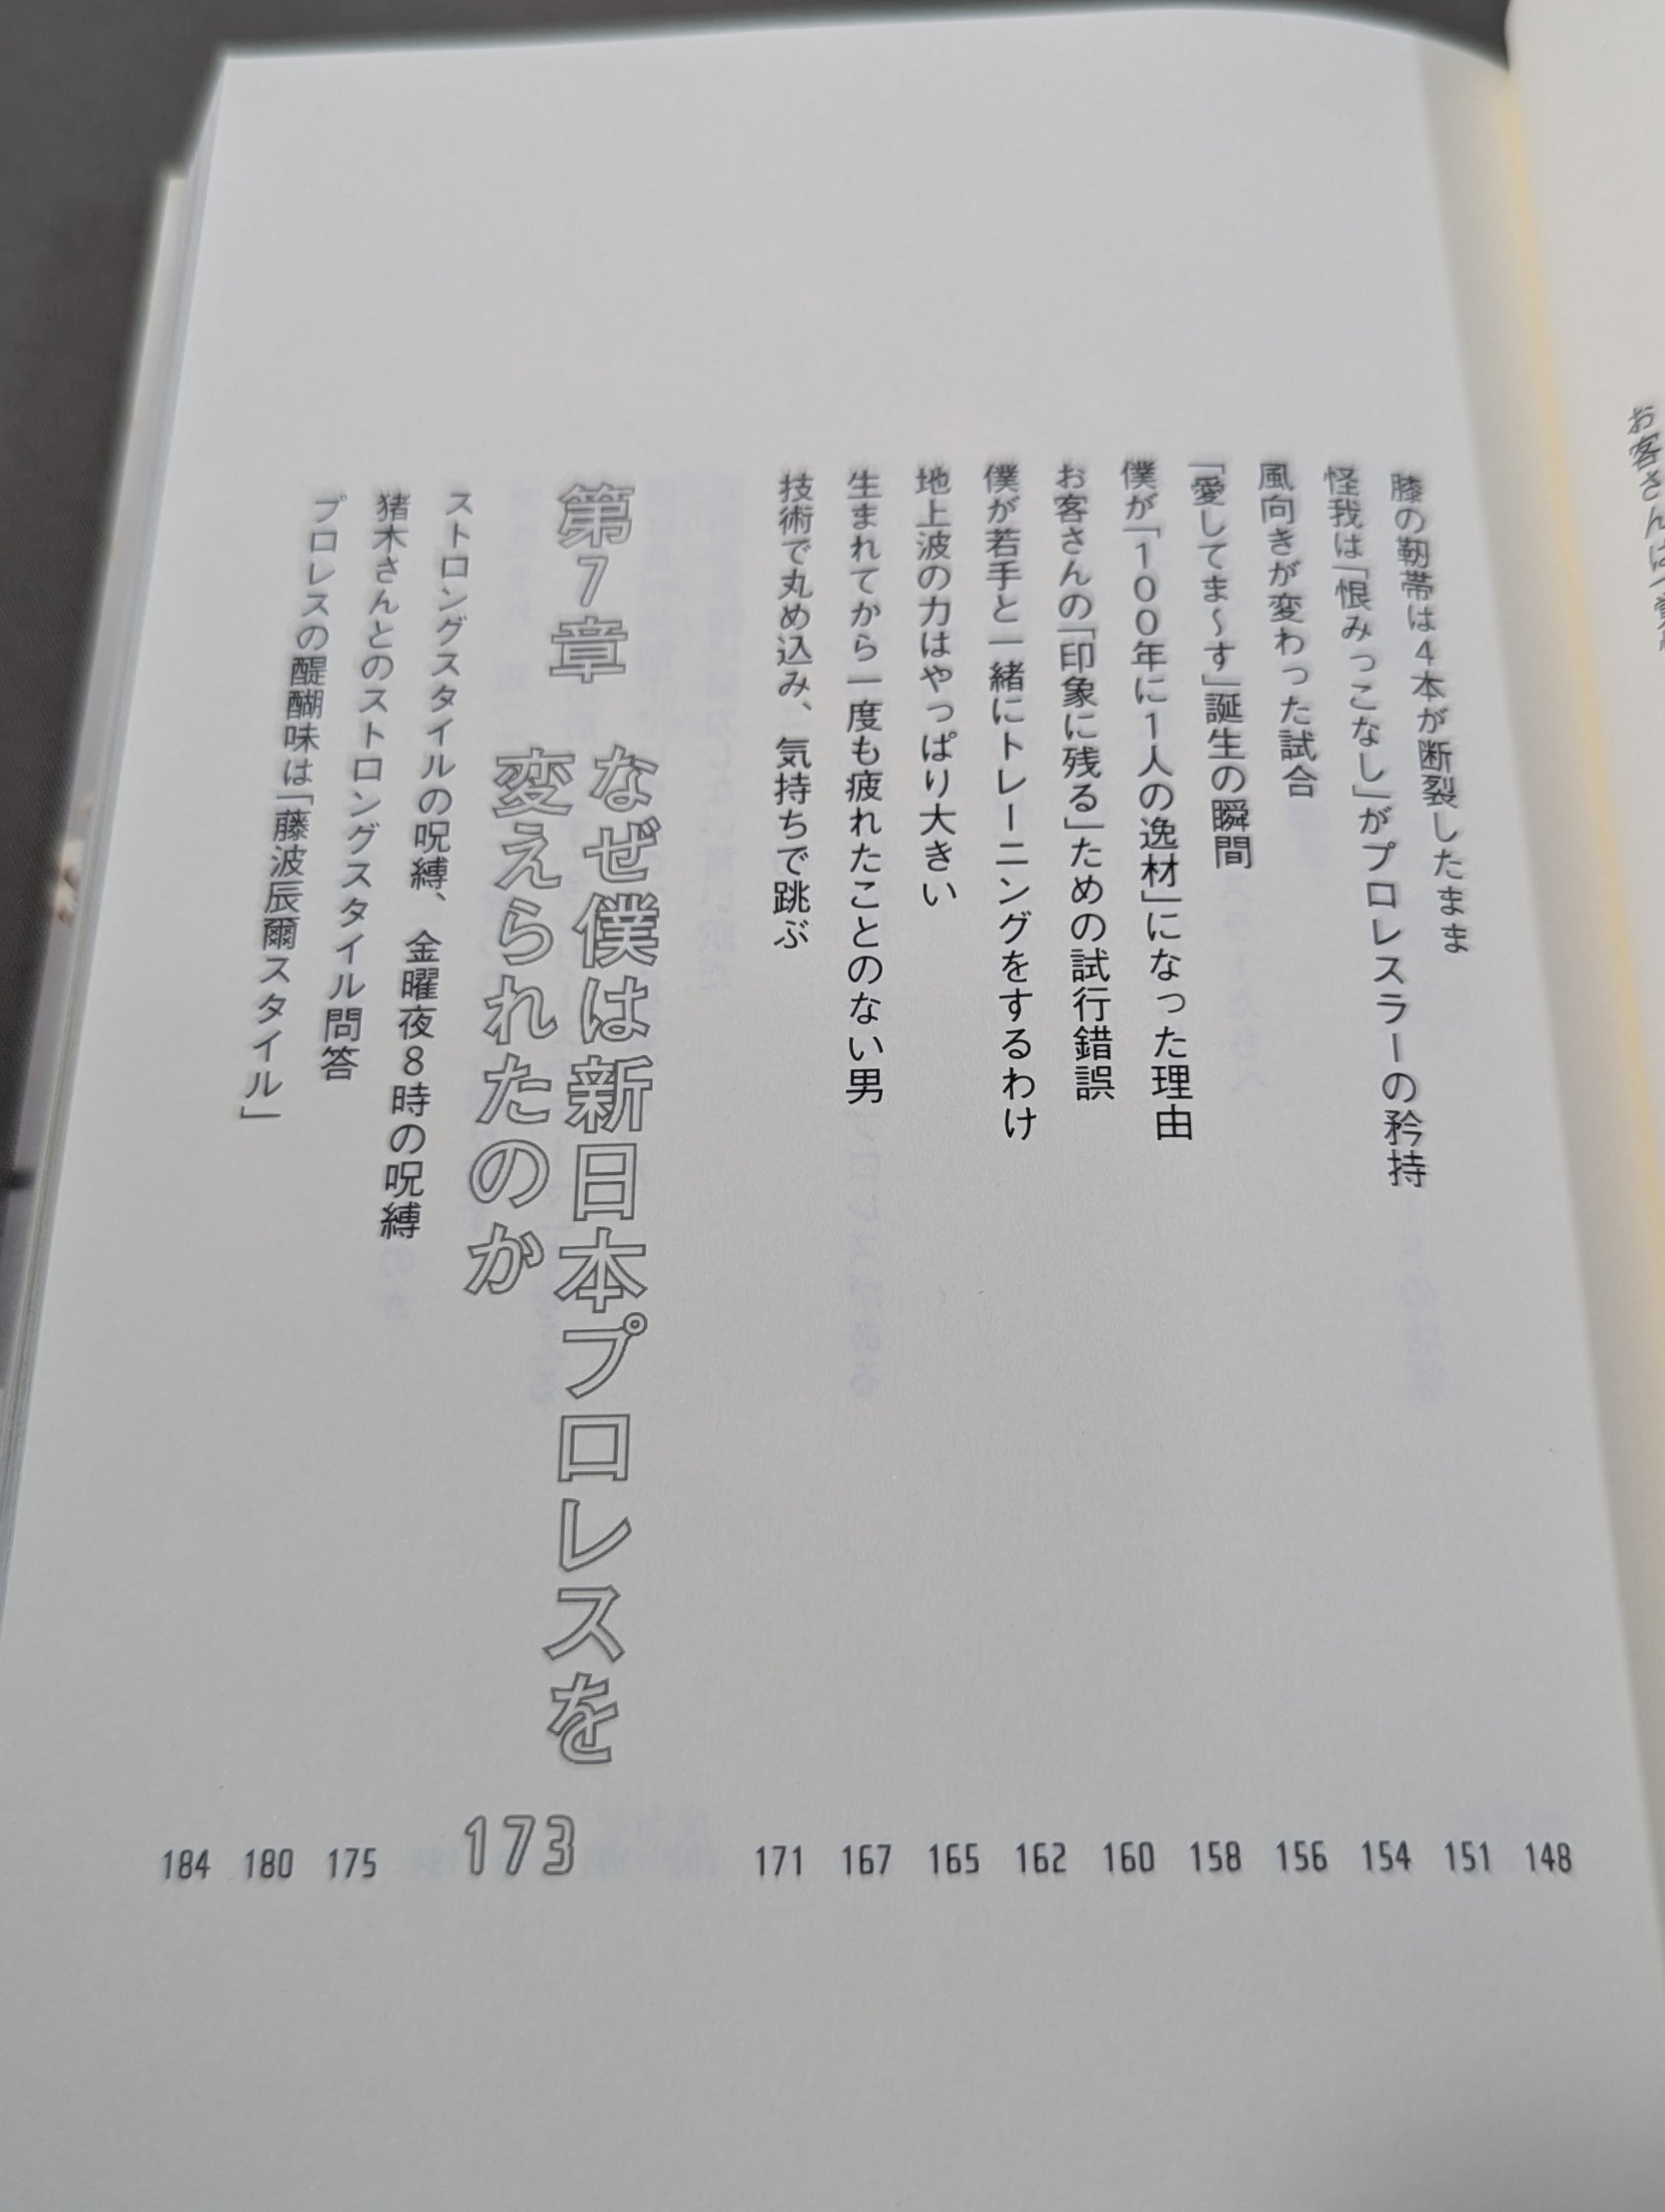 膝の靭帯は4本が断裂したまま 148
怪我は「恨みっこなし」がプロレスラーの矜持 151
風向きが変わった試合 154
「愛してま〜す」誕生の瞬間 156
僕が「100年に1人の逸材」になった理由 158
お客さんの「印象に残る」ための試行錯誤 160
僕が若手と一緒にトレーニングをするわけ 162
地上波の力はやっぱり大きい 165
生まれてから一度も疲れたことのない男 167
技術で丸め込み、気持ちで跳ぶ 171
第7章 なぜ僕は新日本プロレスを
変えられたのか 173
ストロングスタイルの呪縛、金曜夜8時の呪縛 175
猪木さんとのストロングスタイル問答 180
プロレスの醍醐味は「藤波辰爾スタイル」 184